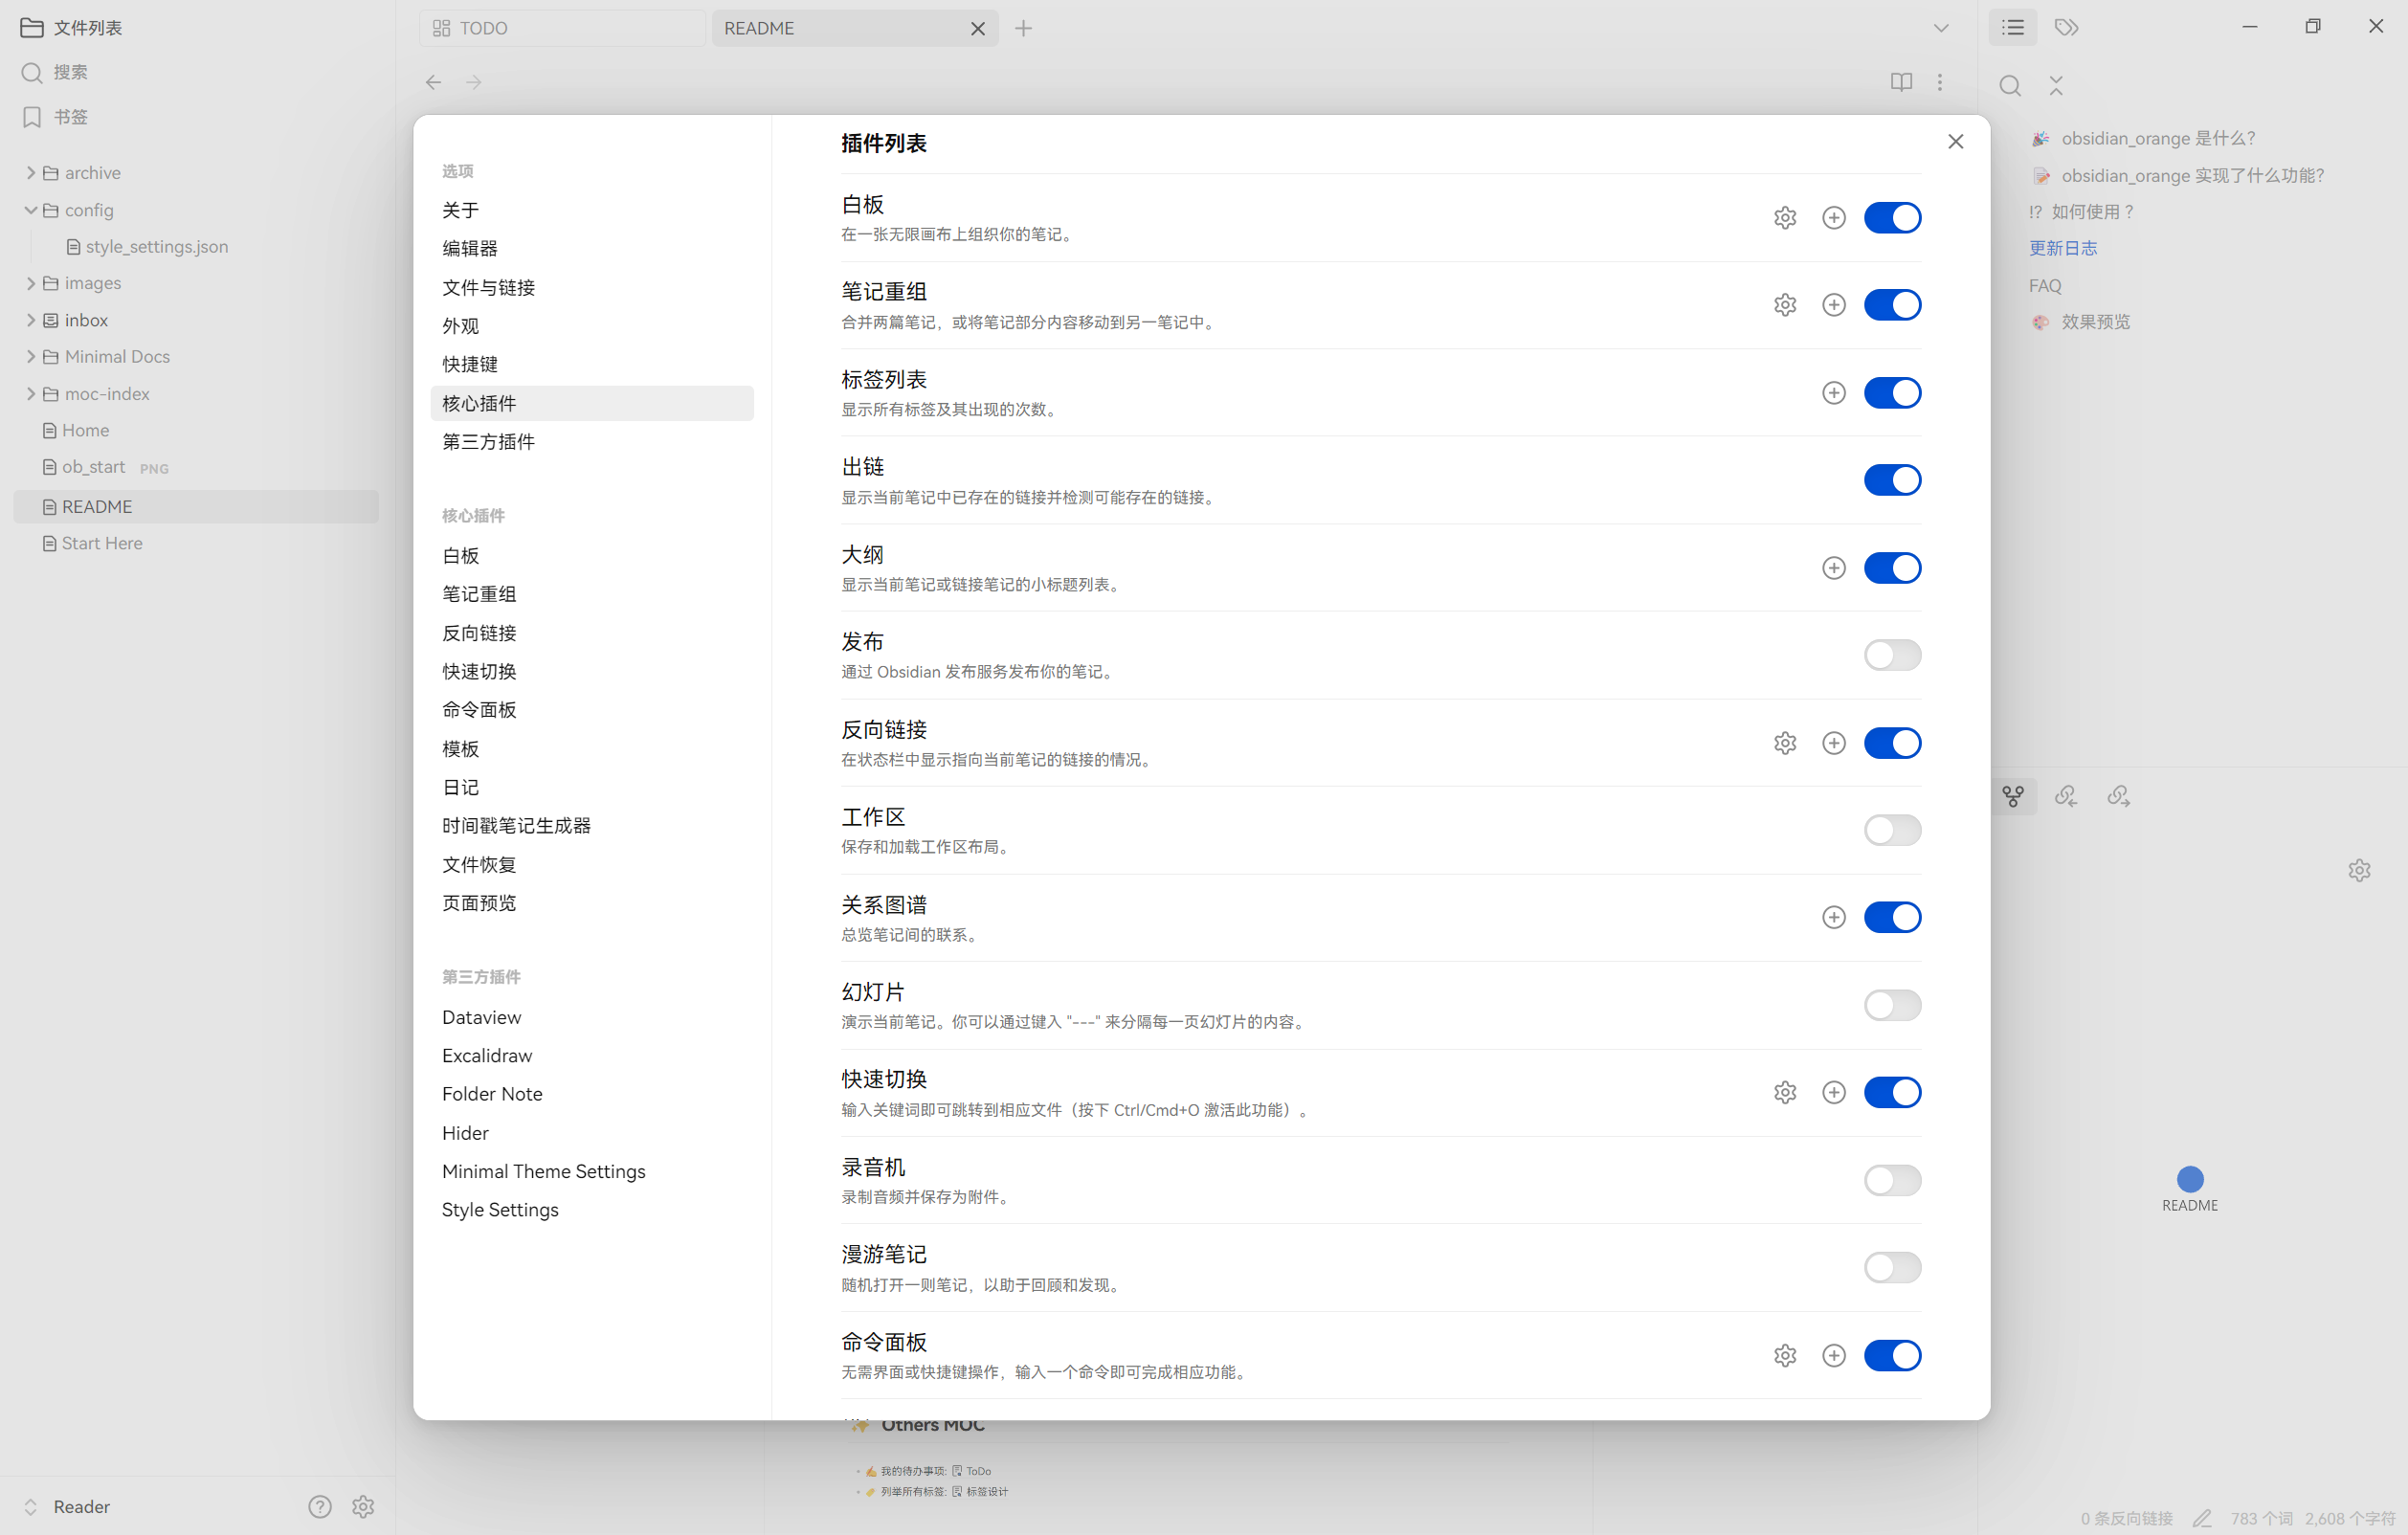 文件列表
搜索
书签
archive
config
style_settings.json
images
inbox
Minimal Docs
moc-index
Home
ob_start PNG
README
Start Here
Reader
TODO
README
选项
关于
编辑器
文件与链接
外观
快捷键
核心插件
第三方插件
核心插件
白板
笔记重组
反向链接
快速切换
命令面板
模板
日记
时间戳笔记生成器
文件恢复
页面预览
第三方插件
Dataview
Excalidraw
Folder Note
Hider
Minimal Theme Settings
Style Settings
插件列表
白板
在一张无限画布上组织你的笔记。
笔记重组
合并两篇笔记，或将笔记部分内容移动到另一笔记中。
标签列表
显示所有标签及其出现的次数。
出链
显示当前笔记中已存在的链接并检测可能存在的链接。
大纲
显示当前笔记或链接笔记的小标题列表。
发布
通过 Obsidian 发布服务发布你的笔记。
反向链接
在状态栏中显示指向当前笔记的链接的情况。
工作区
保存和加载工作区布局。
关系图谱
总览笔记间的联系。
幻灯片
演示当前笔记。你可以通过键入 "---" 来分隔每一页幻灯片的内容。
快速切换
输入关键词即可跳转到相应文件（按下 Ctrl/Cmd+O 激活此功能）。
录音机
录制音频并保存为附件。
漫游笔记
随机打开一则笔记，以助于回顾和发现。
命令面板
无需界面或快捷键操作，输入一个命令即可完成相应功能。
✨ Others MOC
✍ 我的待办事项: ToDo
列举所有标签: 标签设计
🎉 obsidian_orange 是什么？
📝 obsidian_orange 实现了什么功能？
⁉ 如何使用？
更新日志
FAQ
🎨 效果预览
README
0 条反向链接 783 个词 2,608 个字符